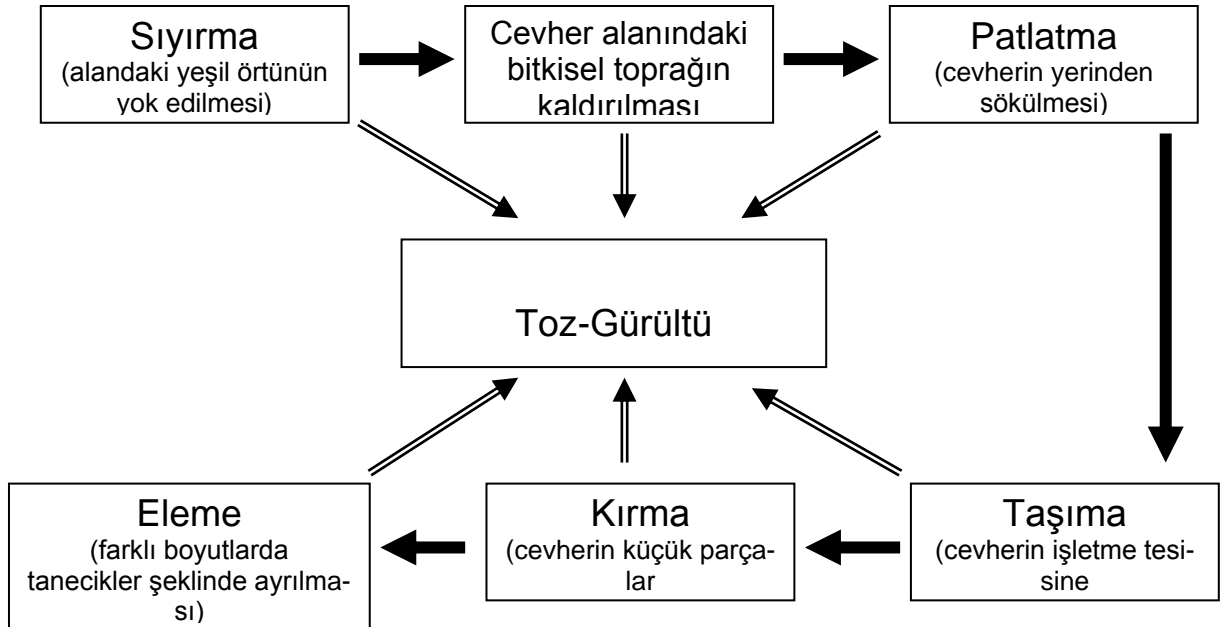 Sıyırma
(alandaki yeşil örtünün
yok edilmesi)
Cevher alanındaki
bitkisel toprağın
kaldırılması
Patlatma
(cevherin yerinden
sökülmesi)
Toz-Gürültü
Eleme
(farklı boyutlarda
tanecikler şeklinde ayrılma-
sı)
Kırma
(cevherin küçük parça-
lar
Taşıma
(cevherin işletme tesi-
sine